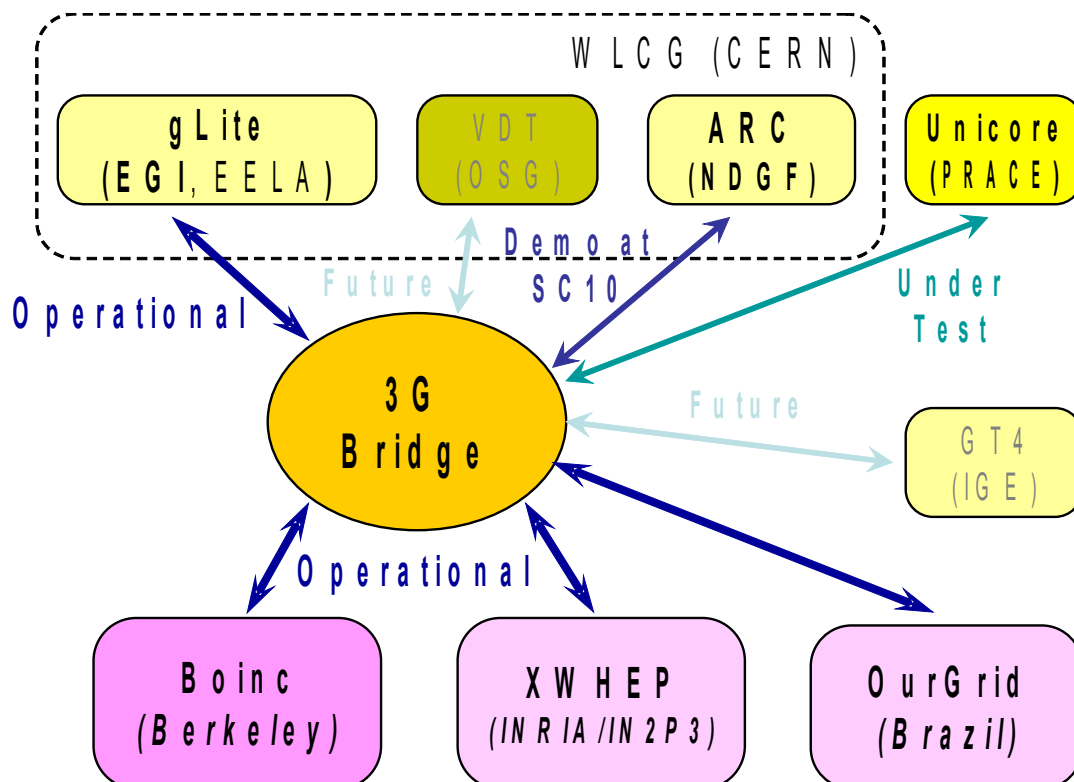 WLCG (CERN)
gLite
(EGI, EELA)
VDT
(OSG)
ARC
(NDGF)
Unicore
(PRACE)
Operational
Future
Demo at
SC10
Under
Test
3G
Bridge
Future
GT4
(IGE)
Operational
Boinc
(Berkeley)
XWHEP
(INRIA/IN2P3)
OurGrid
(Brazil)